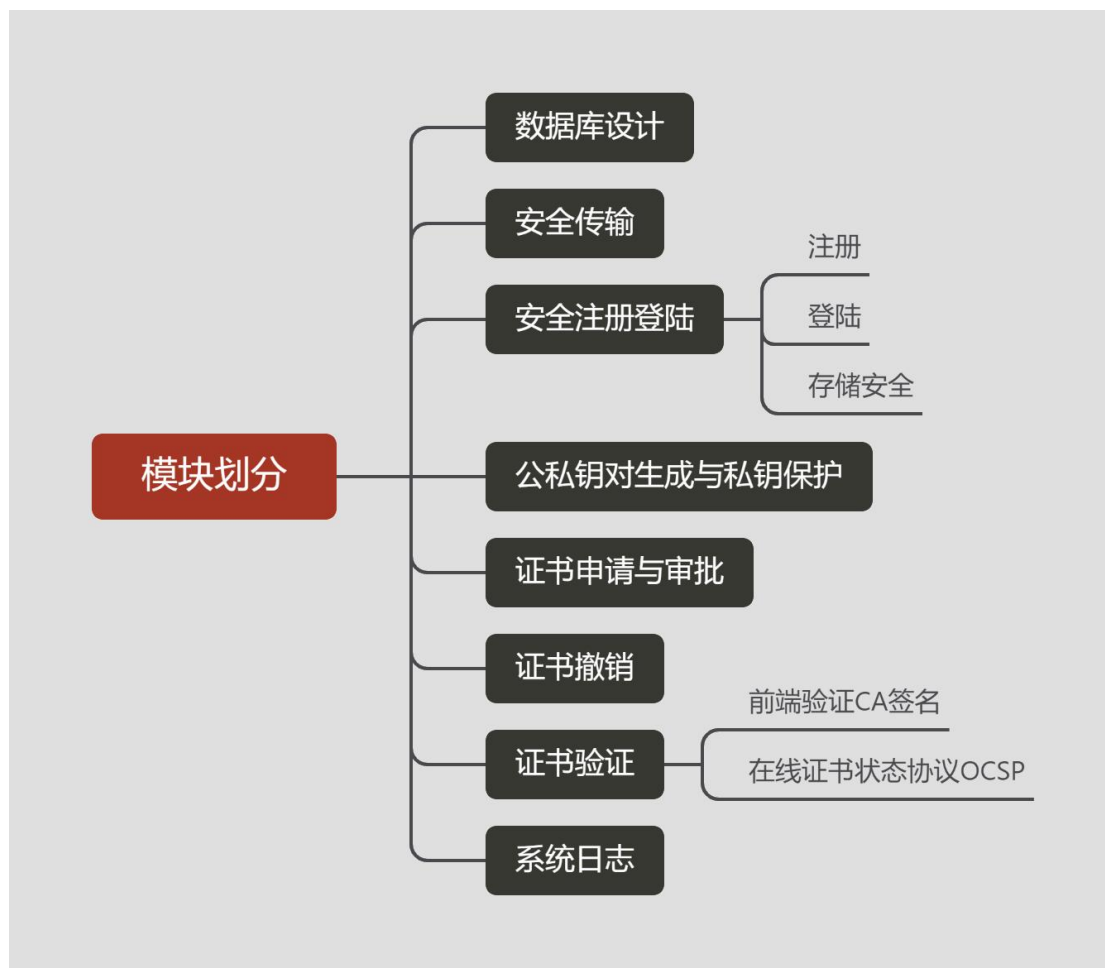 模块划分
数据库设计
安全传输
安全注册登陆
注册
登陆
存储安全
公私钥对生成与私钥保护
证书申请与审批
证书撤销
证书验证
前端验证CA签名
在线证书状态协议OCSP
系统日志